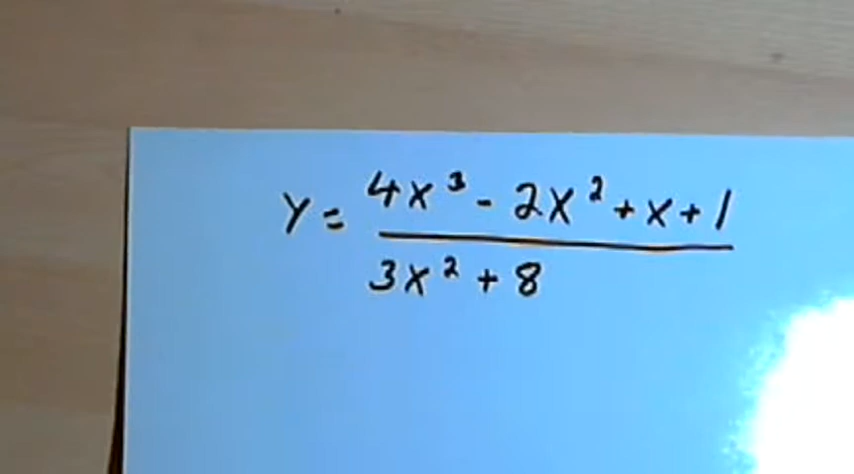 y = 4x³ - 2x² + x + 1
3x² + 8